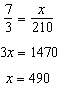 7/3 = x/210
3x = 1470
x = 490